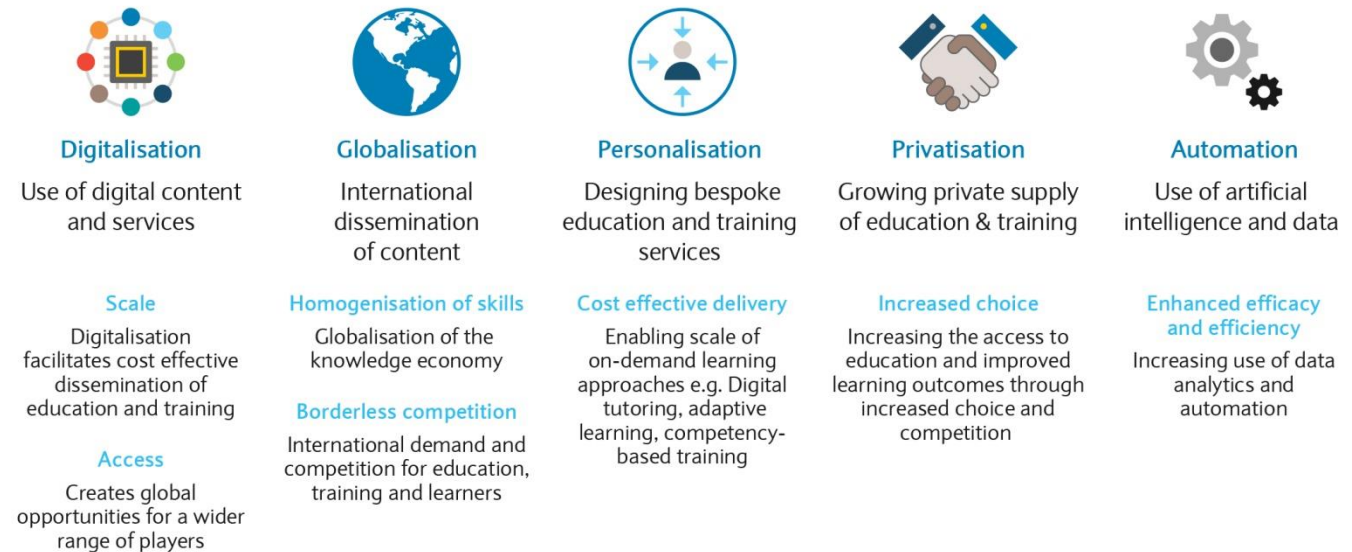 Digitalisation
Use of digital content
and services
Scale
Digitalisation
facilitates cost effective
dissemination of
education and training
Access
Creates global
opportunities for a wider
range of players
Globalisation
International
dissemination
of content
Homogenisation of skills
Globalisation of the
knowledge economy
Borderless competition
International demand and
competition for education,
training and learners
Personalisation
Designing bespoke
education and training
services
Cost effective delivery
Enabling scale of
on-demand learning
approaches e.g. Digital
tutoring, adaptive
learning, competency-
based training
Privatisation
Growing private supply
of education & training
Increased choice
Increasing the access to
education and improved
learning outcomes through
increased choice and
competition
Automation
Use of artificial
intelligence and data
Enhanced efficacy
and efficiency
Increasing use of data
analytics and
automation